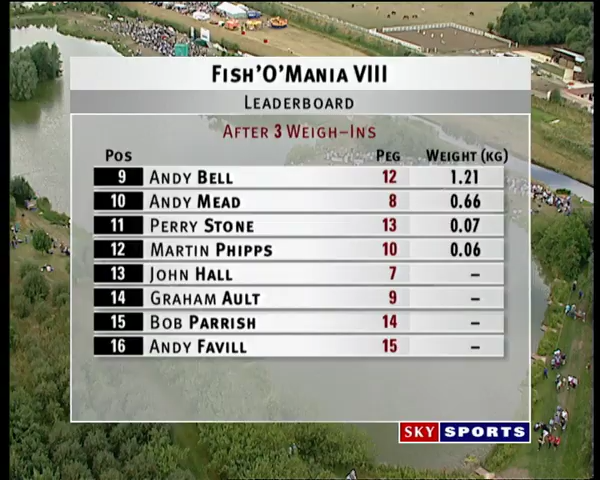 FISH'O'MANIA VIII
LEADERBOARD
AFTER 3 WEIGH-INS
POS PEG WEIGHT (KG)
9 ANDY BELL 12 1.21
10 ANDY MEAD 8 0.66
11 PERRY STONE 13 0.07
12 MARTIN PHIPPS 10 0.06
13 JOHN HALL 7 –
14 GRAHAM AULT 9 –
15 BOB PARRISH 14 –
16 ANDY FAVILL 15 –
SKY SPORTS